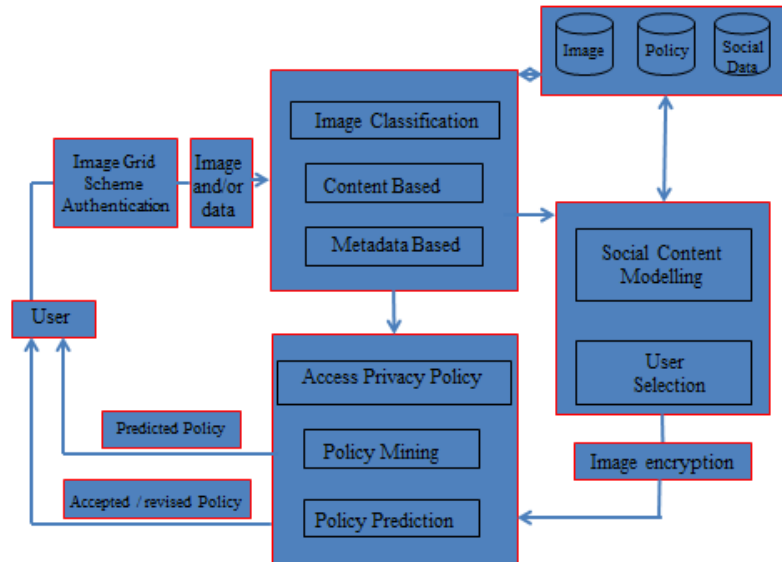 Image
Policy
Social
Data
Image Classification
Content Based
Metadata Based
Image Grid
Scheme
Authentication
Image
and/or
data
Social Content
Modelling
User
Selection
User
Access Privacy Policy
Policy Mining
Policy Prediction
Predicted Policy
Accepted / revised Policy
Image encryption